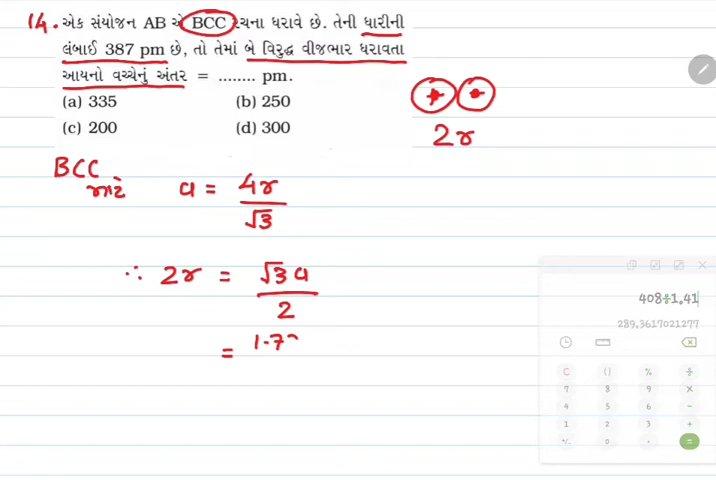 14. એક સંયોજન AB એ BCC રચના ધરાવે છે. તેની ધારીની
લંબાઈ 387 pm છે, તો તેમાં બે વિરુદ્ધ વીજભાર ધરાવતા
આયનો વચ્ચેનું અંતર = ........ pm.
(a) 335 (b) 250
(c) 200 (d) 300
2r
BCC માટે a = 4r / √3
∴ 2r = √3 a / 2
= 1.73
408÷1.41
289.3617021277
C () % ÷
7 8 9 ×
4 5 6 -
1 2 3 +
+/- 0 . =